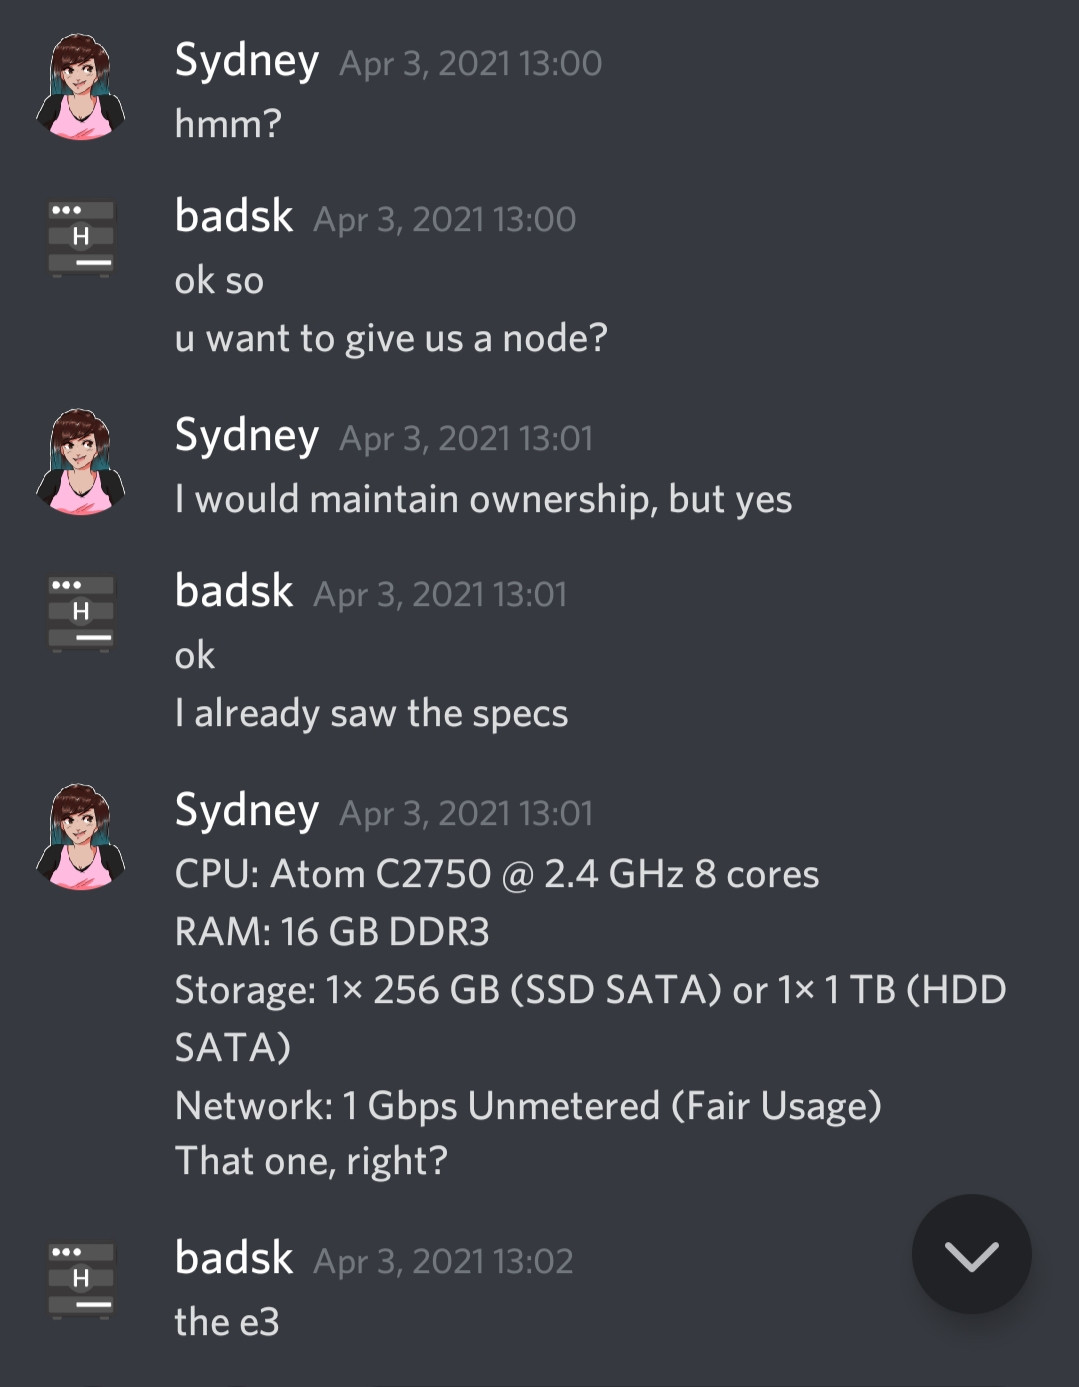 Sydney Apr 3, 2021 13:00
hmm?
H
badsk Apr 3, 2021 13:00
ok so
u want to give us a node?
Sydney Apr 3, 2021 13:01
I would maintain ownership, but yes
H
badsk Apr 3, 2021 13:01
ok
I already saw the specs
Sydney Apr 3, 2021 13:01
CPU: Atom C2750 @ 2.4 GHz 8 cores
RAM: 16 GB DDR3
Storage: 1× 256 GB (SSD SATA) or 1× 1 TB (HDD
SATA)
Network: 1 Gbps Unmetered (Fair Usage)
That one, right?
H
badsk Apr 3, 2021 13:02
the e3